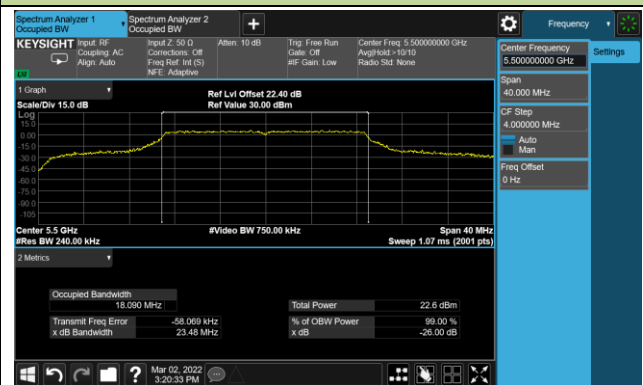 Spectrum Analyzer 1
Occupied BW
Spectrum Analyzer 2
Occupied BW
+
Frequency
KEYSIGHT
Input: RF
Coupling: AC
Align: Auto
Input Z: 50 Ω
Corrections: Off
Freq Ref: Int (S)
NFE: Adaptive
Atten: 10 dB
Trig: Free Run
Gate: Off
#IF Gain: Low
Center Freq: 5.500000000 GHz
Avg|Hold:>10/10
Radio Std: None
Center Frequency
5.500000000 GHz
Settings
Span
40.000 MHz
CF Step
4.000000 MHz
Auto
Man
Freq Offset
0 Hz
1 Graph
Scale/Div 15.0 dB
Ref Lvl Offset 22.40 dB
Ref Value 30.00 dBm
Log
15.0
0.00
-15.0
-30.0
-45.0
-60.0
-75.0
-90.0
-105
Center 5.5 GHz
#Res BW 240.00 kHz
#Video BW 750.00 kHz
Span 40 MHz
Sweep 1.07 ms (2001 pts)
2 Metrics
Occupied Bandwidth
18.090 MHz
Total Power
22.6 dBm
Transmit Freq Error
-58.069 kHz
% of OBW Power
99.00 %
x dB Bandwidth
23.48 MHz
x dB
-26.00 dB
?
Mar 02, 2022
3:20:33 PM